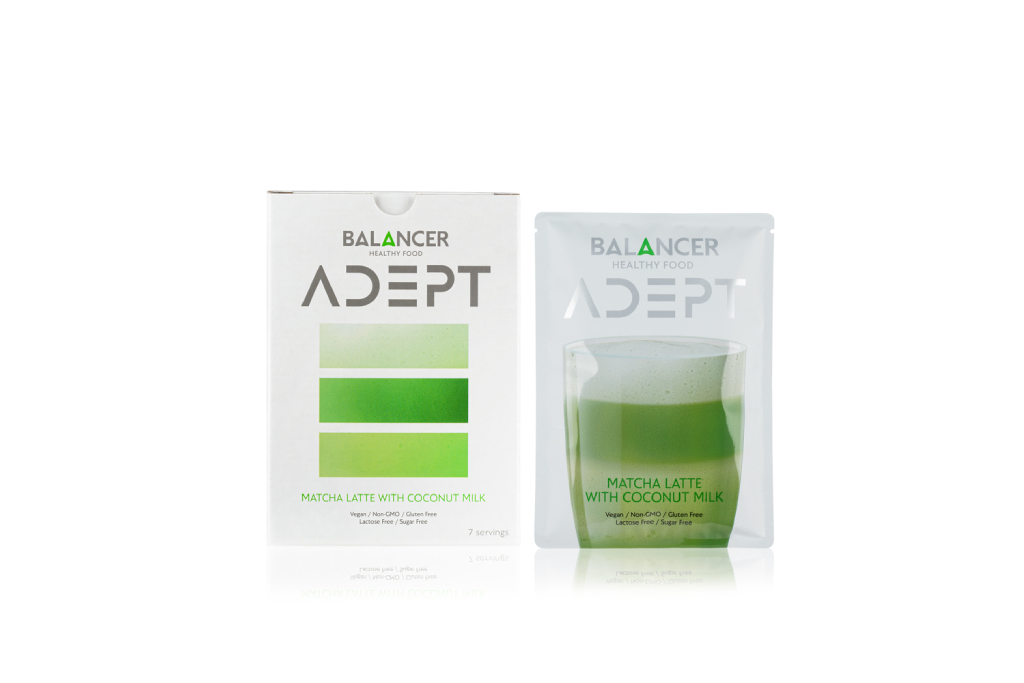 BALANCER
HEALTHY FOOD
ADEPT
MATCHA LATTE WITH COCONUT MILK
Vegan / Non-GMO / Gluten Free
Lactose Free / Sugar Free
7 servings
BALANCER
HEALTHY FOOD
ADEPT
MATCHA LATTE
WITH COCONUT MILK
Vegan / Non-GMO / Gluten Free
Lactose Free / Sugar Free